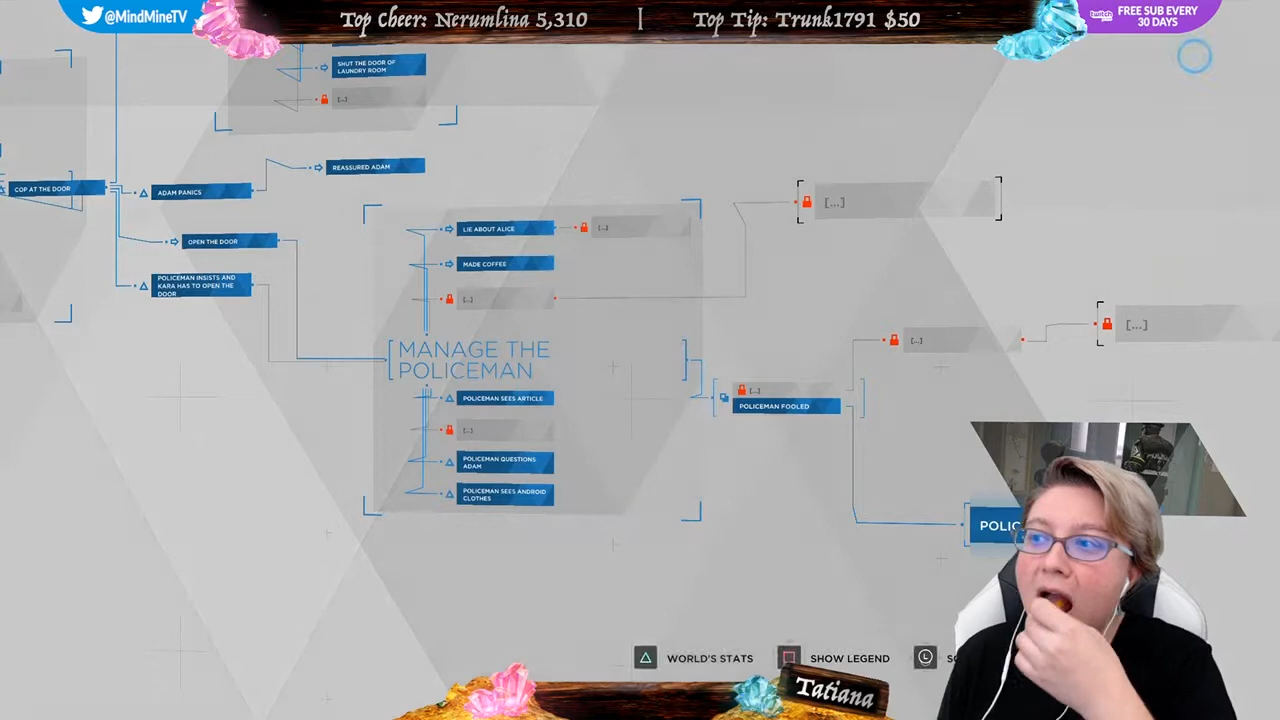 @MindMineTV
Top Cheer: Nerumlina 5,310 | Top Tip: Trunk1791 $50
twitch
FREE SUB EVERY
30 DAYS
SHUT THE DOOR OF
LAUNDRY ROOM
[...]
REASSURED ADAM
COP AT THE DOOR
ADAM PANICS
[...]
LIE ABOUT ALICE
[...]
OPEN THE DOOR
MADE COFFEE
POLICEMAN INSISTS AND
KARA HAS TO OPEN THE
DOOR
[...]
[...]
[...]
MANAGE THE
POLICEMAN
[...]
POLICEMAN SEES ARTICLE
POLICEMAN FOOLED
[...]
POLICEMAN QUESTIONS
ADAM
POLICEMAN SEES ANDROID
CLOTHES
POLIC
WORLD'S STATS
SHOW LEGEND
L
Tatiana